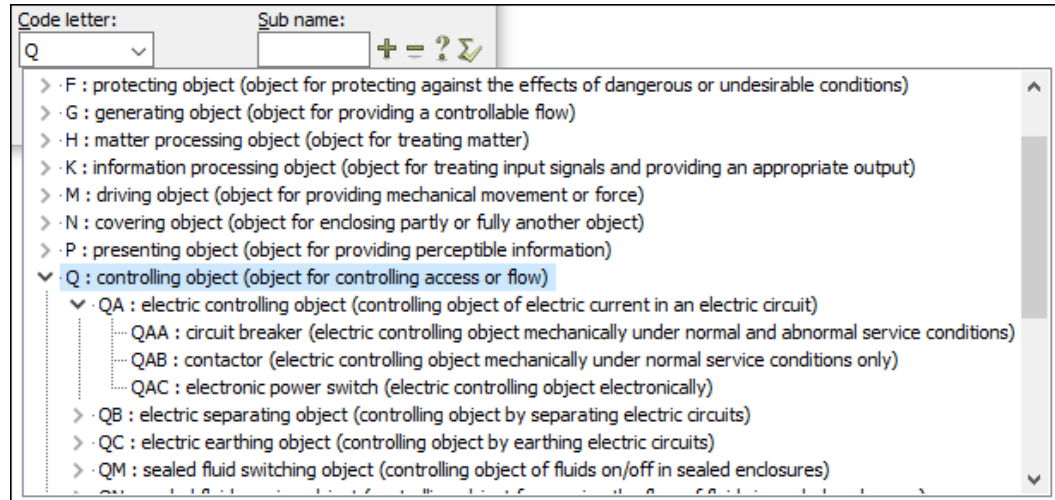 Code letter: Sub name:
Q
F : protecting object (object for protecting against the effects of dangerous or undesirable conditions)
G : generating object (object for providing a controllable flow)
H : matter processing object (object for treating matter)
K : information processing object (object for treating input signals and providing an appropriate output)
M : driving object (object for providing mechanical movement or force)
N : covering object (object for enclosing partly or fully another object)
P : presenting object (object for providing perceptible information)
Q : controlling object (object for controlling access or flow)
QA : electric controlling object (controlling object of electric current in an electric circuit)
QAA : circuit breaker (electric controlling object mechanically under normal and abnormal service conditions)
QAB : contactor (electric controlling object mechanically under normal service conditions only)
QAC : electronic power switch (electric controlling object electronically)
QB : electric separating object (controlling object by separating electric circuits)
QC : electric earthing object (controlling object by earthing electric circuits)
QM : sealed fluid switching object (controlling object of fluids on/off in sealed enclosures)